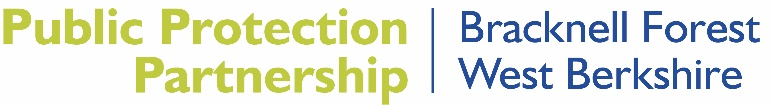 Public Protection
Partnership
Bracknell Forest
West Berkshire